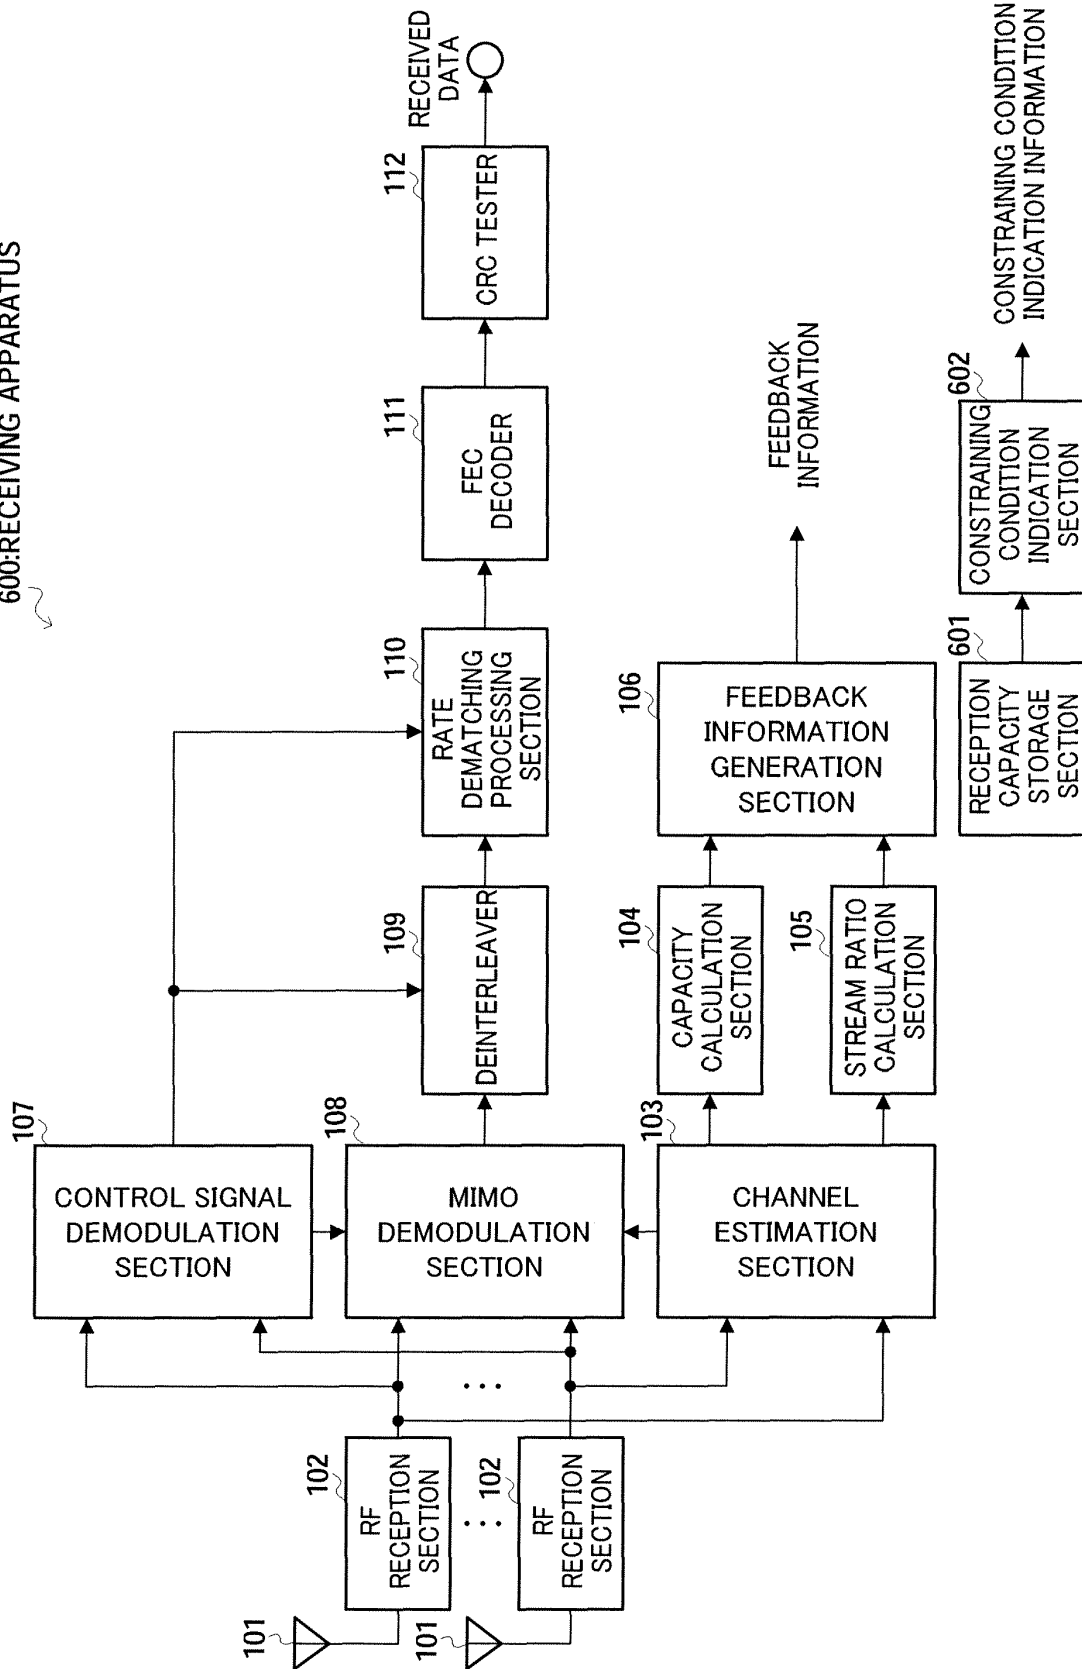 600:RECEIVING APPARATUS
101
101
102
RF
RECEPTION
SECTION
...
102
RF
RECEPTION
SECTION
...
107
CONTROL SIGNAL
DEMODULATION
SECTION
108
MIMO
DEMODULATION
SECTION
103
CHANNEL
ESTIMATION
SECTION
109
DEINTERLEAVER
110
RATE
DEMATCHING
PROCESSING
SECTION
111
FEC
DECODER
112
CRC TESTER
RECEIVED
DATA
104
CAPACITY
CALCULATION
SECTION
105
STREAM RATIO
CALCULATION
SECTION
106
FEEDBACK
INFORMATION
GENERATION
SECTION
FEEDBACK
INFORMATION
601
RECEPTION
CAPACITY
STORAGE
SECTION
602
CONSTRAINING
CONDITION
INDICATION
SECTION
CONSTRAINING CONDITION
INDICATION INFORMATION